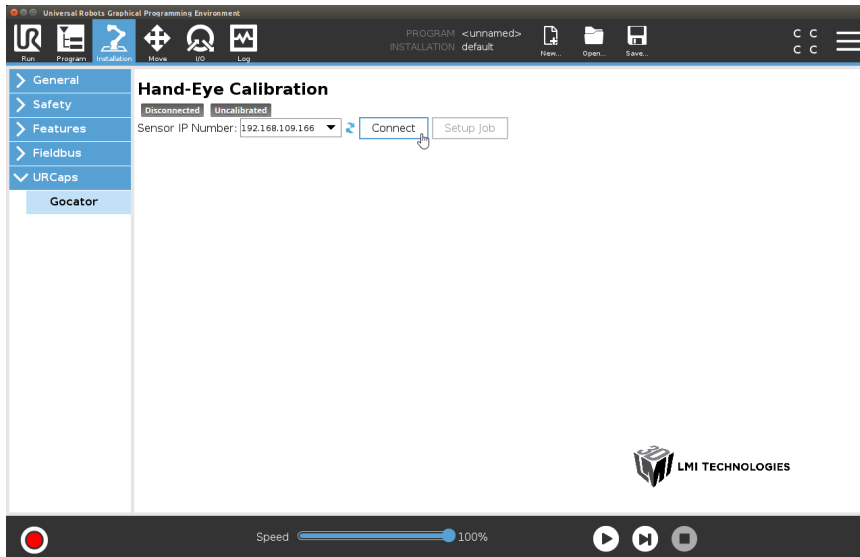 Universal Robots Graphical Programming Environment
PROGRAM <unnamed>
INSTALLATION default
Run Program Installation Move I/O Log New... Open... Save...
C C
C C
General
Safety
Features
Fieldbus
URCaps
Gocator
Hand-Eye Calibration
Disconnected Uncalibrated
Sensor IP Number: 192.168.109.166 Connect Setup Job
3D LMI TECHNOLOGIES
Speed 100%